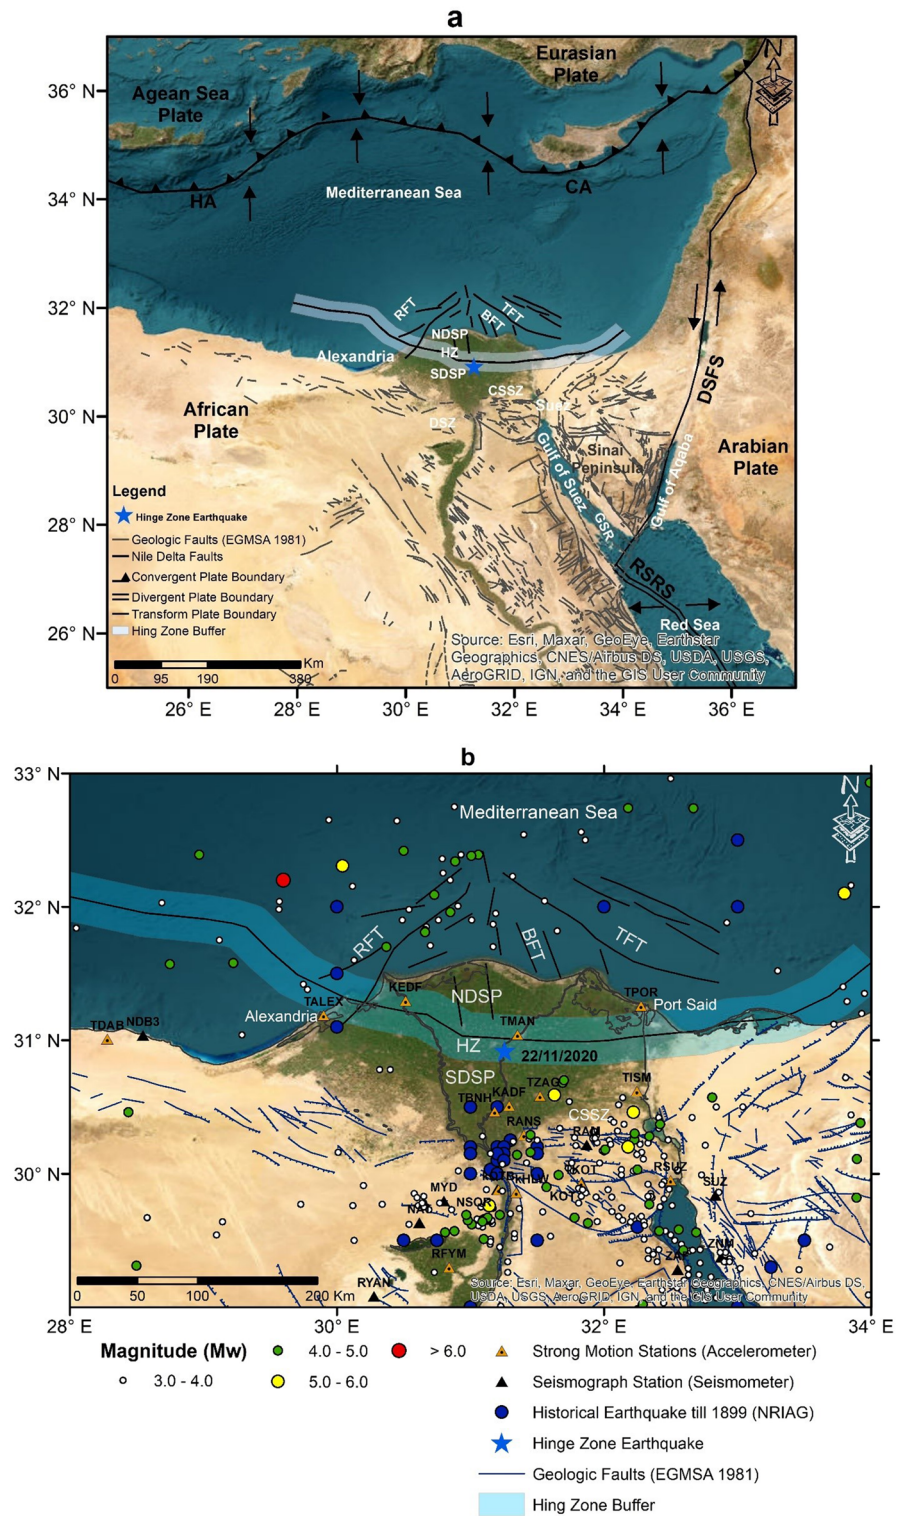 a
36° N
34° N
32° N
30° N
28° N
26° N
Eurasian
Plate
N
Agean Sea
Plate
HA
CA
Mediterranean Sea
RFT
BFT
TFT
NDSP
HZ
SDSP
Alexandria
CSSZ
Suez
DSZ
African
Plate
DSFS
Arabian
Plate
Sinai
Peninsula
Gulf of Suez
Gulf of Aqaba
GSR
RSRS
Red Sea
Legend
Hinge Zone Earthquake
Geologic Faults (EGMSA 1981)
Nile Delta Faults
Convergent Plate Boundary
Divergent Plate Boundary
Transform Plate Boundary
Hing Zone Buffer
Km
0 95 190 380
Source: Esri, Maxar, GeoEye, Earthstar
Geographics, CNES/Airbus DS, USDA, USGS,
AeroGRID, IGN, and the GIS User Community
26° E 28° E 30° E 32° E 34° E 36° E
b
33° N
32° N
31° N
30° N
N
Mediterranean Sea
RFT
BFT
TFT
KEDF
NDSP
TPOR
Port Said
TALEX
Alexandria
TMAN
TDAB
NDB3
HZ
22/11/2020
SDSP
TZAG
TISM
TBNH
KADF
CSSZ
RANS
RAM
KOT
RSUZ
MYD
KHLW
SUZ
NSQR
KOTM
NAL
RFYM
ZNM
ZAF
RYAN
0 50 100 200 Km
Source: Esri, Maxar, GeoEye, Earthstar Geographics, CNES/Airbus DS,
USDA, USGS, AeroGRID, IGN, and the GIS User Community
28° E 30° E 32° E 34° E
Magnitude (Mw)
3.0 - 4.0
4.0 - 5.0
5.0 - 6.0
> 6.0
Strong Motion Stations (Accelerometer)
Seismograph Station (Seismometer)
Historical Earthquake till 1899 (NRIAG)
Hinge Zone Earthquake
Geologic Faults (EGMSA 1981)
Hing Zone Buffer